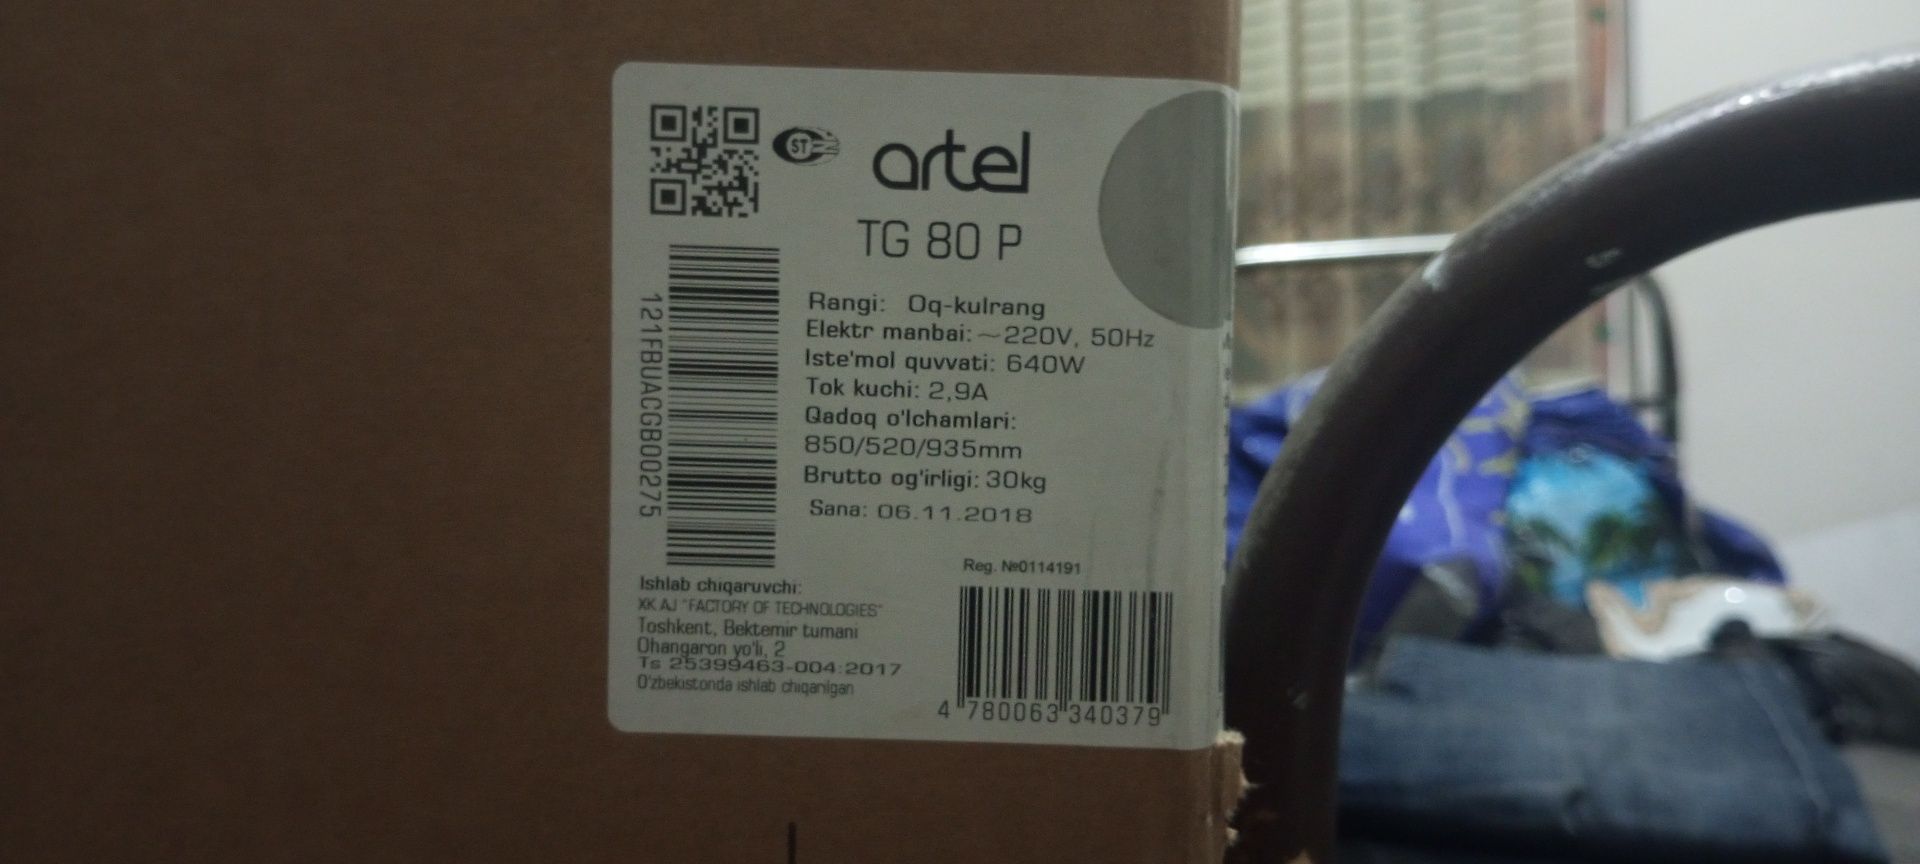 ST
artel
TG 80 P
121FBUACGB00275
Rangi: Oq-kulrang
Elektr manbai: ~220V, 50Hz
Iste'mol quvvati: 640W
Tok kuchi: 2,9A
Qadoq o'lchamlari:
850/520/935mm
Brutto og'irligi: 30kg
Sana: 06.11.2018
Ishlab chiqaruvchi:
XK AJ "FACTORY OF TECHNOLOGIES"
Toshkent, Bektemir tumani
Ohangaron yo'li, 2
Ts 25399463-004:2017
O'zbekistonda ishlab chiqarilgan
Reg. №0114191
4 780063 340379